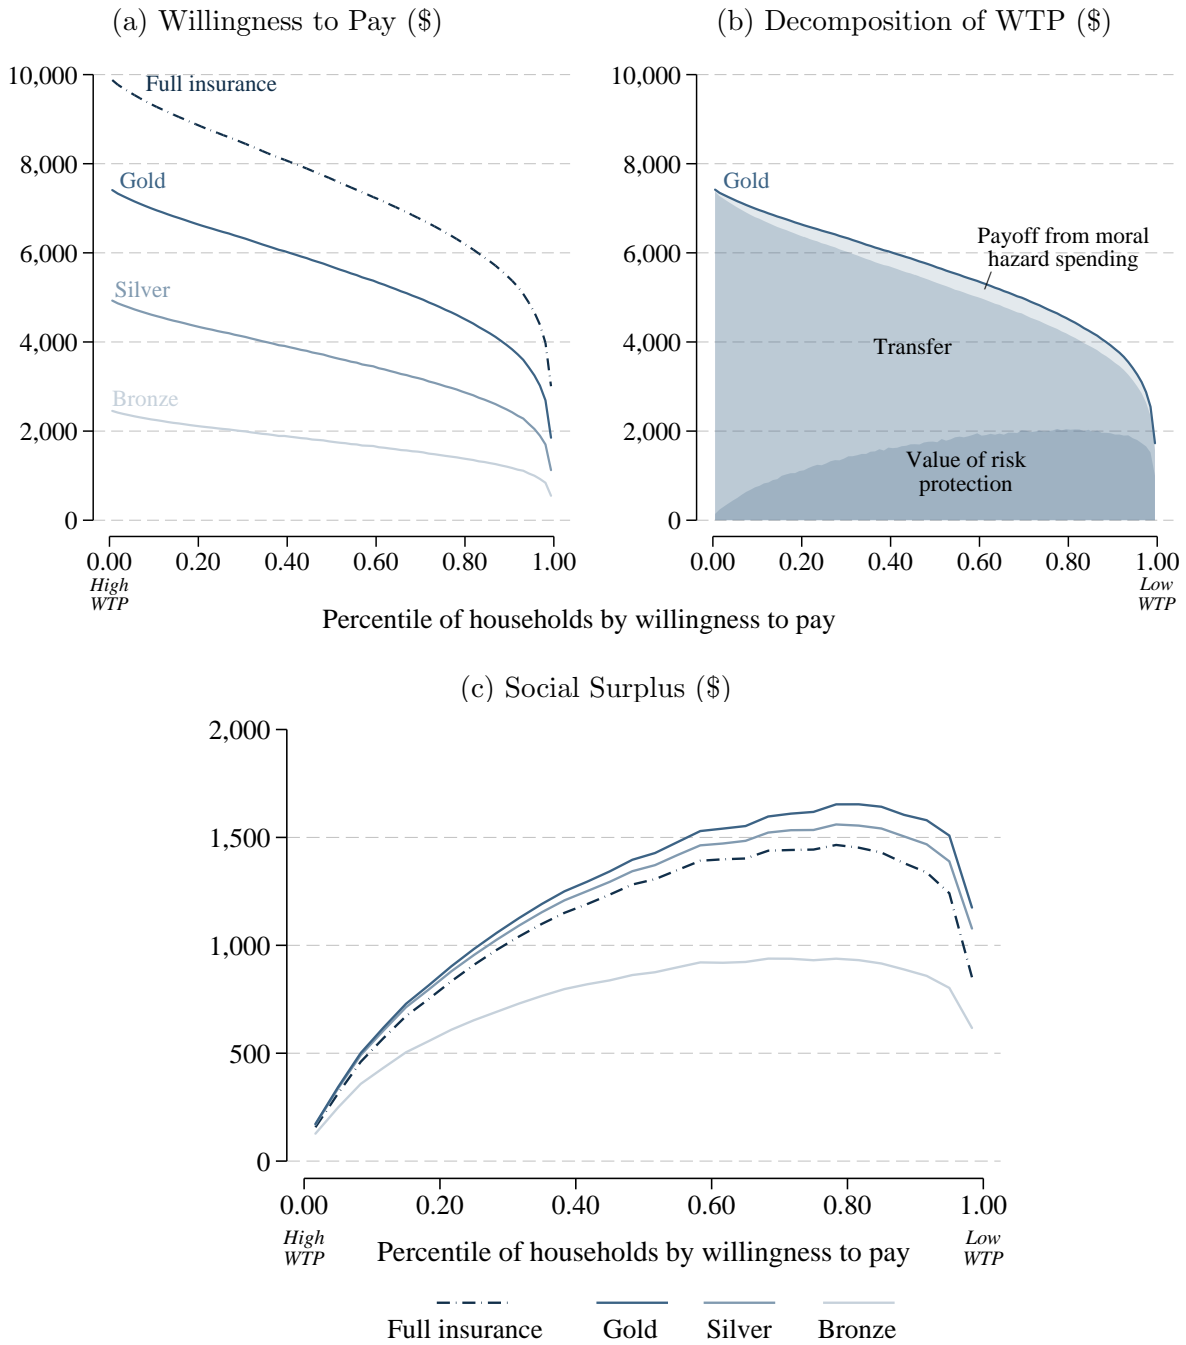 (a) Willingness to Pay ($)
10,000
8,000
6,000
4,000
2,000
0
Full insurance
Gold
Silver
Bronze
0.00 0.20 0.40 0.60 0.80 1.00
High
WTP
(b) Decomposition of WTP ($)
10,000
8,000
6,000
4,000
2,000
0
Gold
Payoff from moral
hazard spending
Transfer
Value of risk
protection
0.00 0.20 0.40 0.60 0.80 1.00
Low
WTP
Percentile of households by willingness to pay
(c) Social Surplus ($)
2,000
1,500
1,000
500
0
0.00 0.20 0.40 0.60 0.80 1.00
High
WTP
Low
WTP
Percentile of households by willingness to pay
Full insurance Gold Silver Bronze